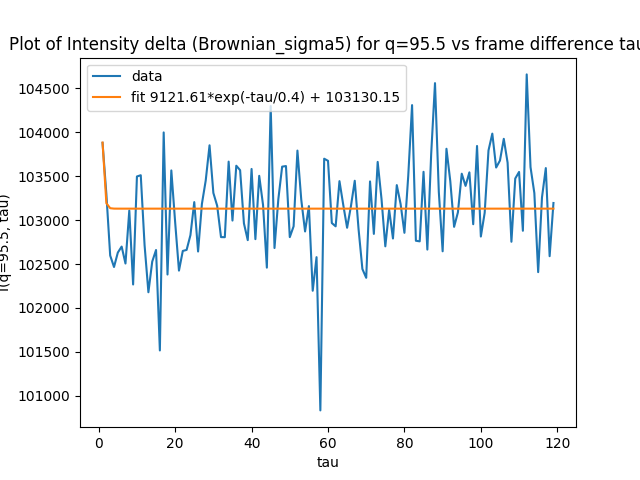 Plot of Intensity delta (Brownian_sigma5) for q=95.5 vs frame difference tau
data
fit 9121.61*exp(-tau/0.4) + 103130.15
104500
104000
103500
103000
102500
102000
101500
101000
I(q=95.5, tau)
0 20 40 60 80 100 120
tau